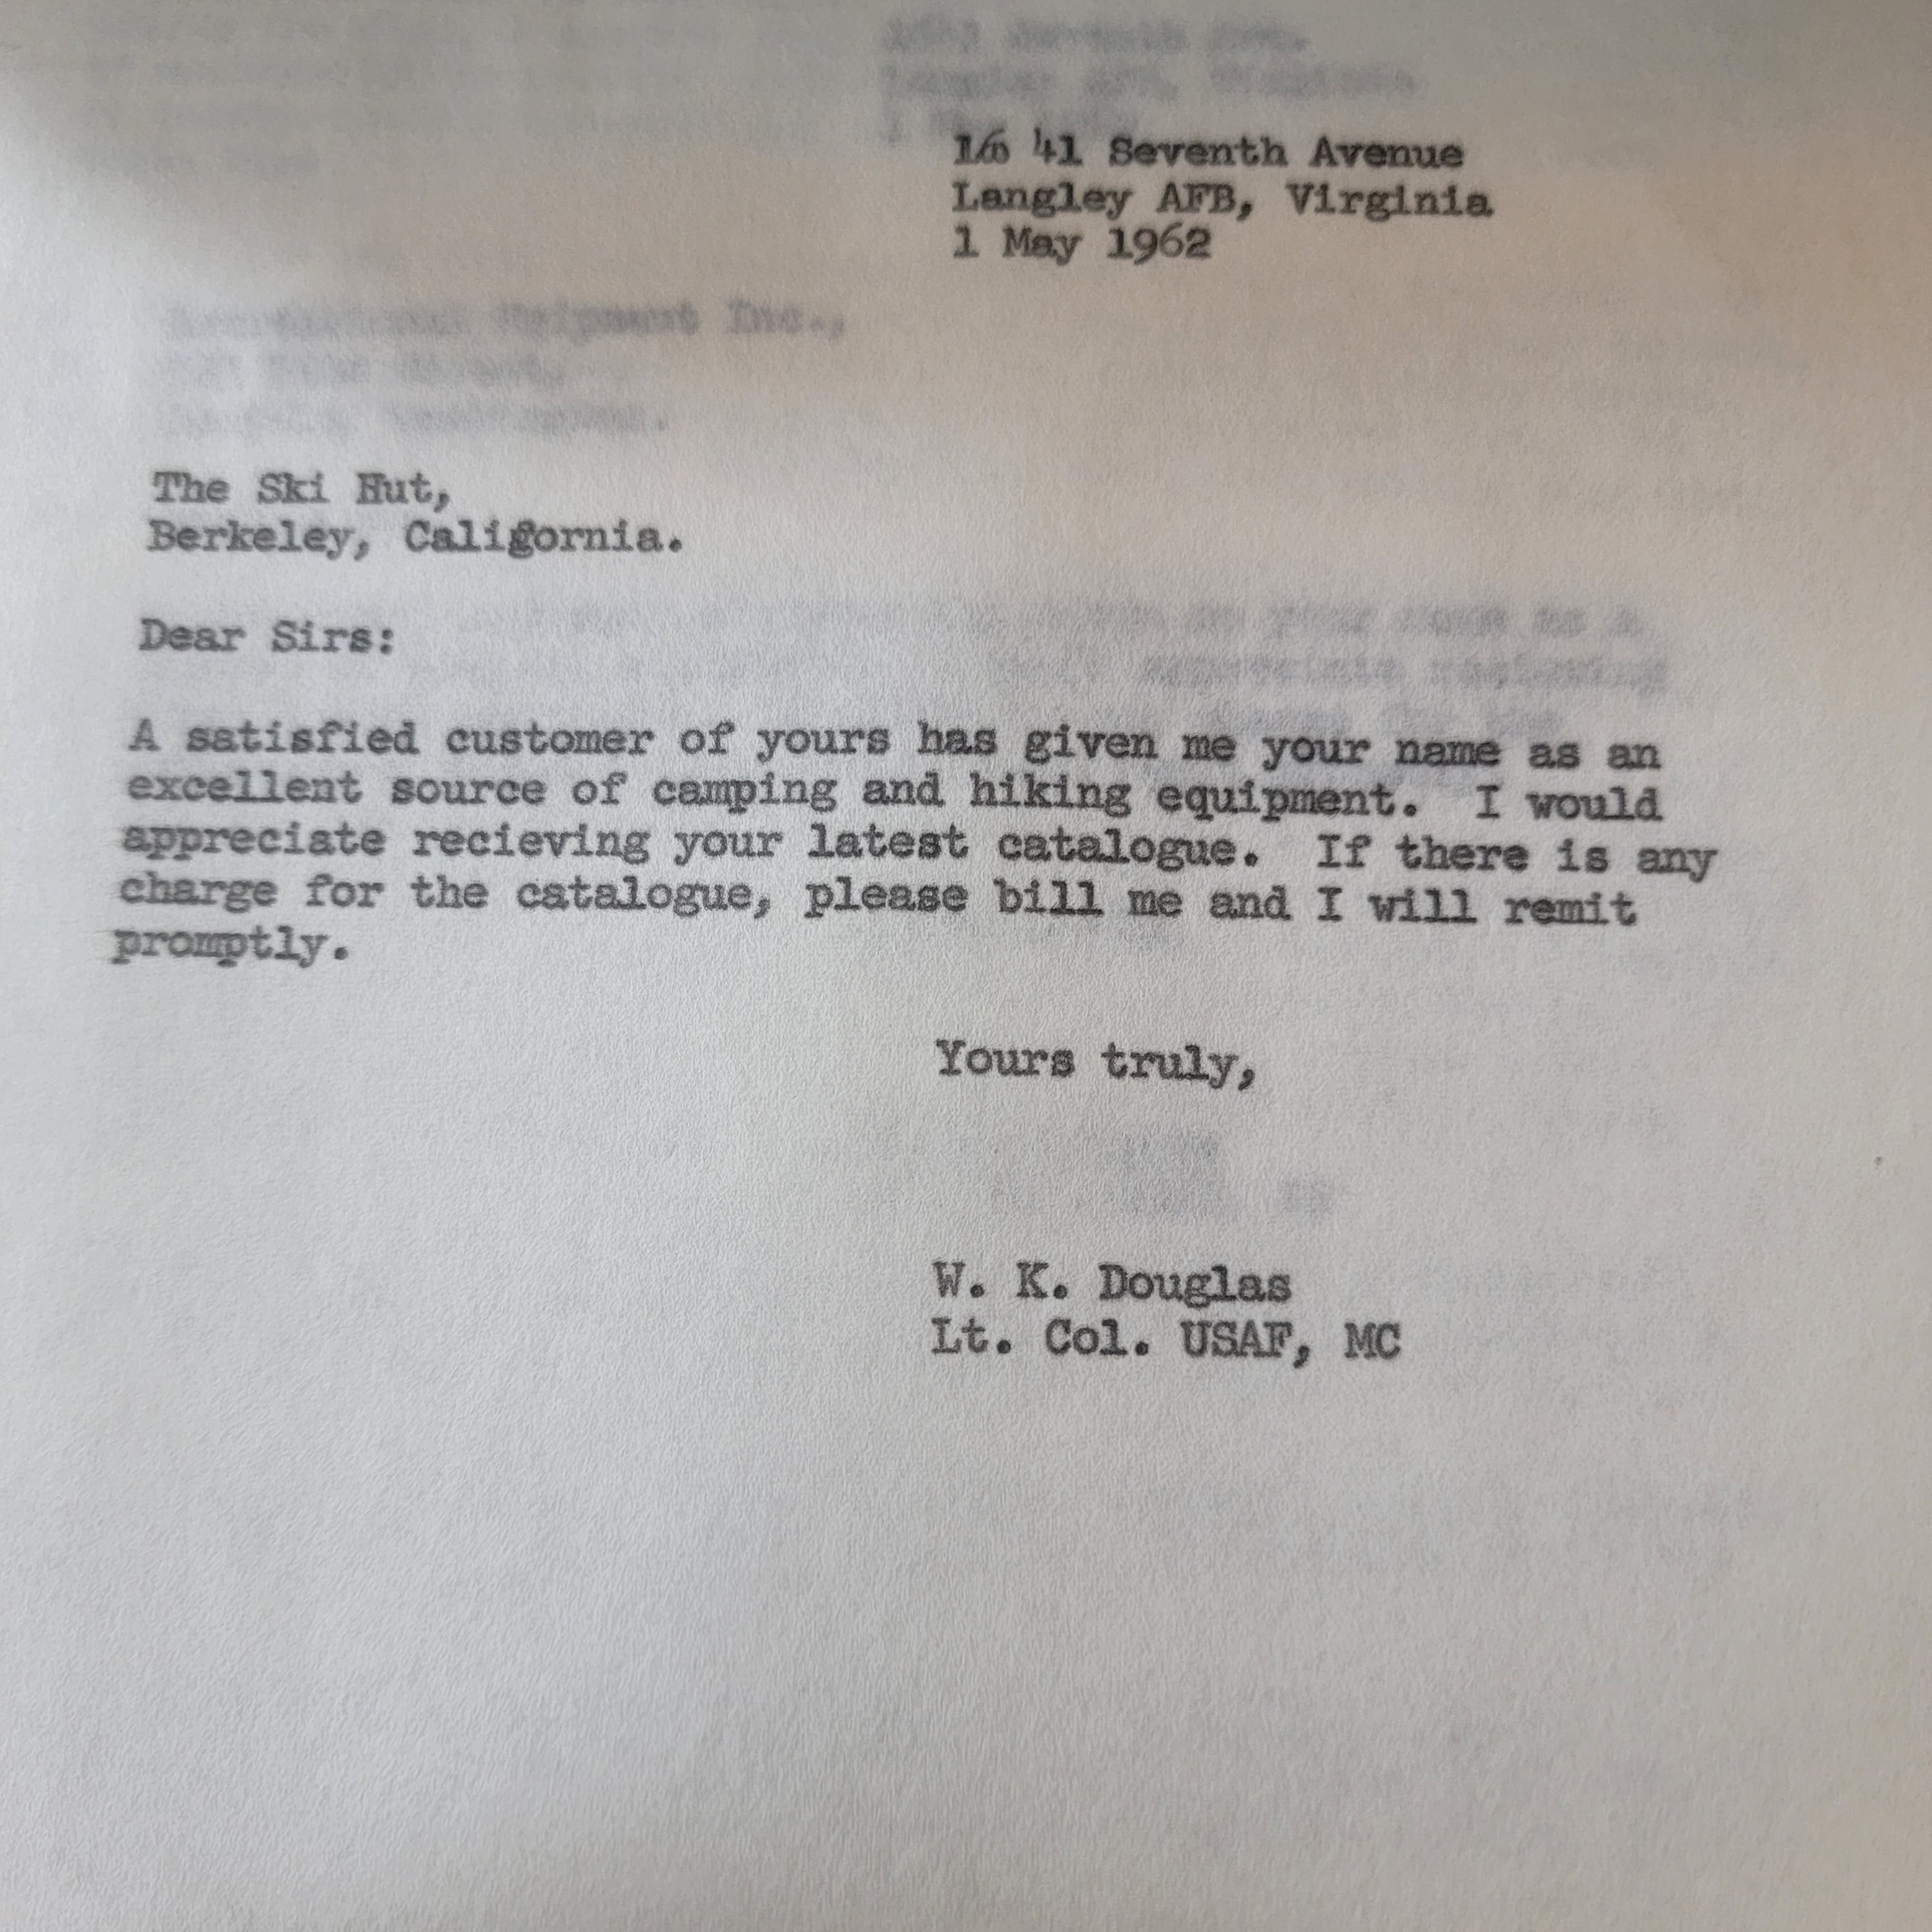 16 41 Seventh Avenue
Langley AFB, Virginia
1 May 1962
The Ski Hut,
Berkeley, California.
Dear Sirs:
A satisfied customer of yours has given me your name as an
excellent source of camping and hiking equipment. I would
appreciate recieving your latest catalogue. If there is any
charge for the catalogue, please bill me and I will remit
promptly.
Yours truly,
W. K. Douglas
Lt. Col. USAF, MC